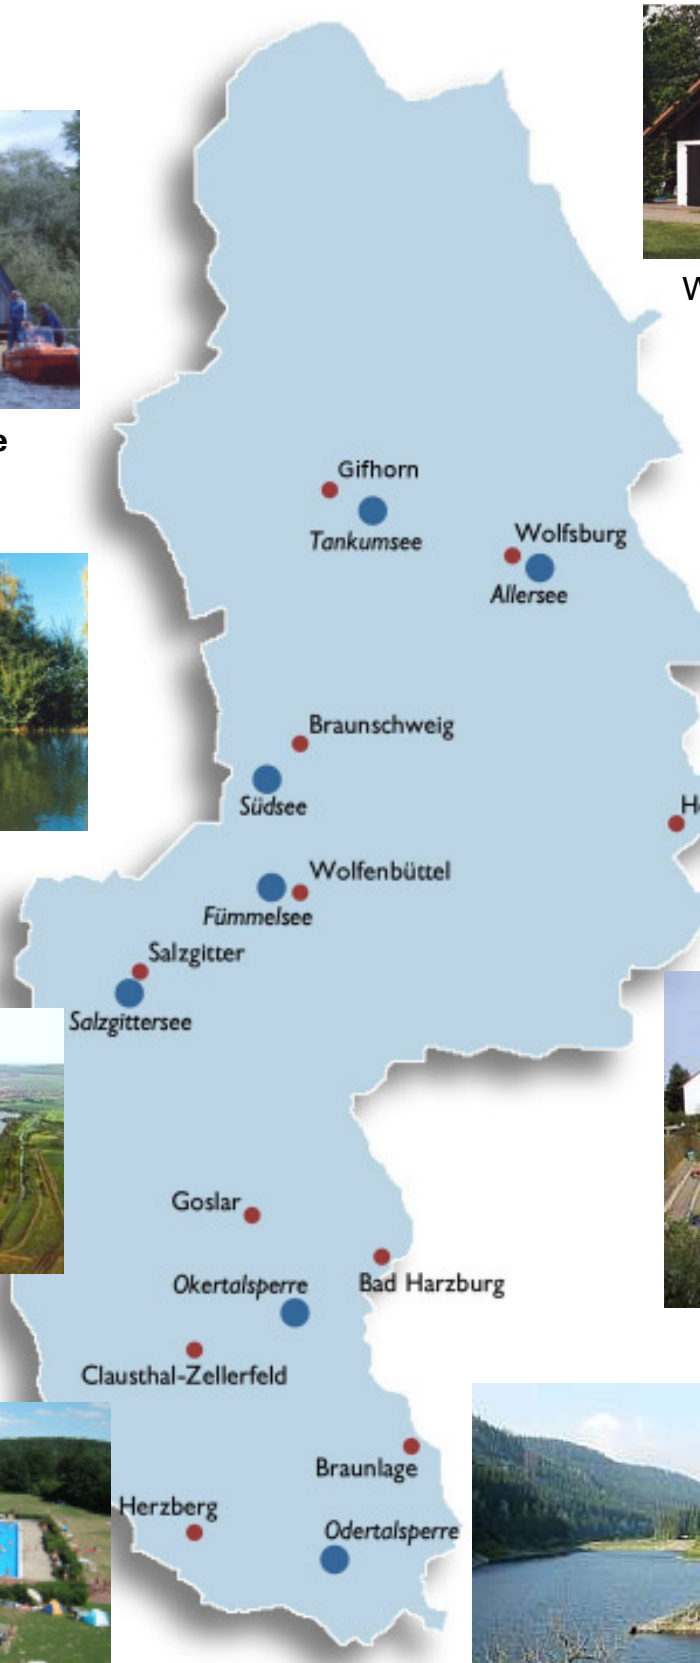 Gifhorn
Tankumsee
Wolfsburg
Allersee
Braunschweig
Südsee
Wolfenbüttel
Fümmelsee
Salzgitter
Salzgittersee
Goslar
Okertalsperre
Bad Harzburg
Clausthal-Zellerfeld
Braunlage
Herzberg
Odertalsperre